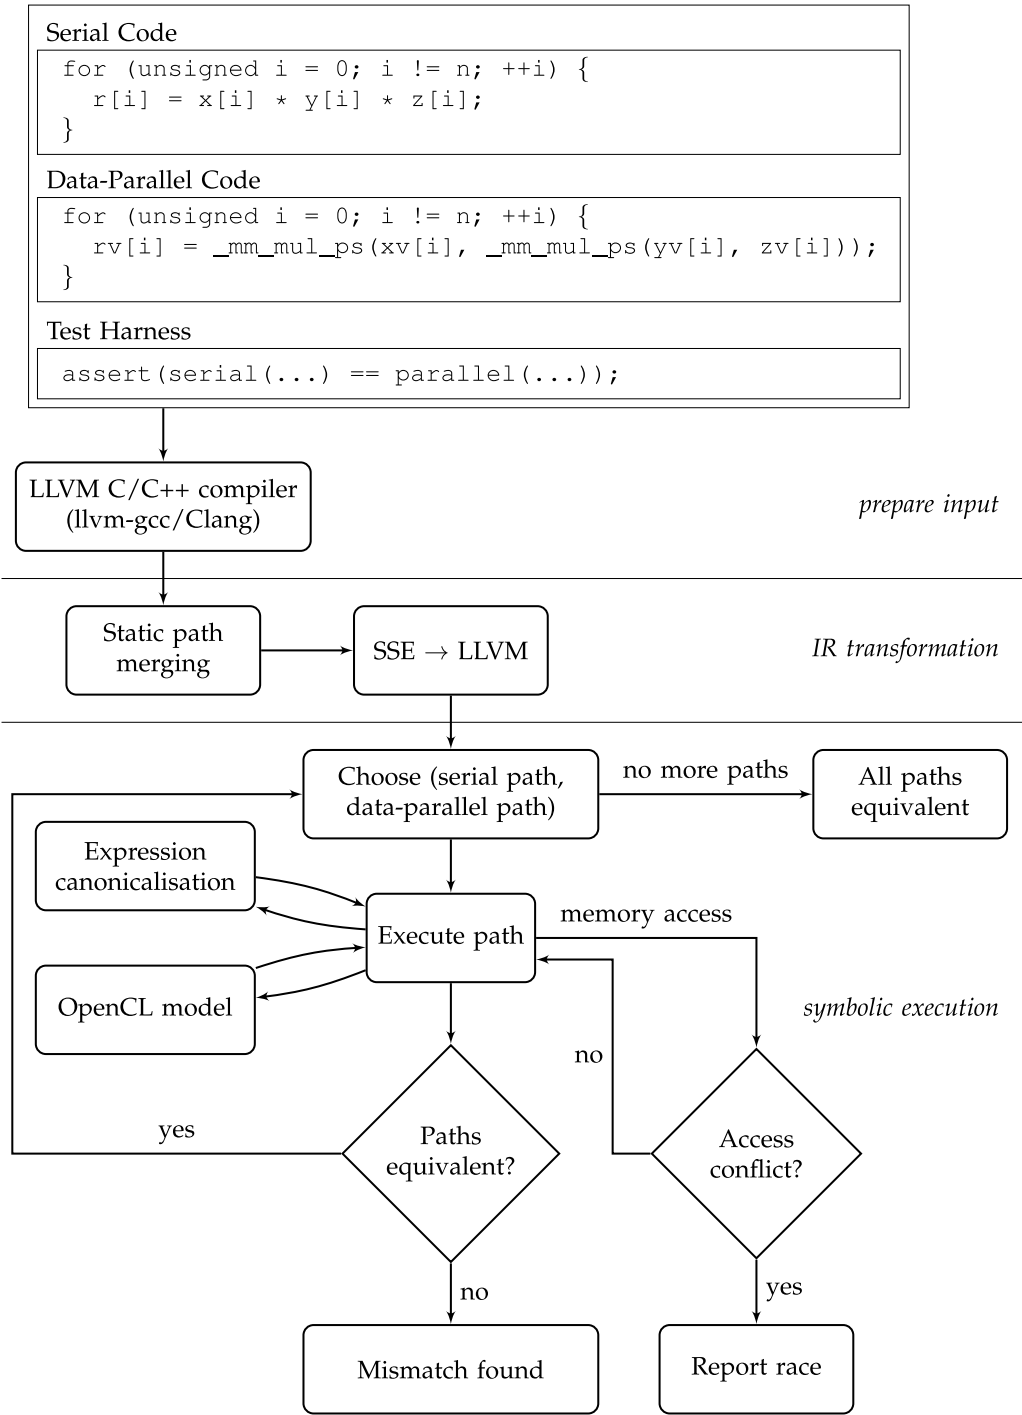 Serial Code
for (unsigned i = 0; i != n; ++i) {
  r[i] = x[i] * y[i] * z[i];
}
Data-Parallel Code
for (unsigned i = 0; i != n; ++i) {
  rv[i] = _mm_mul_ps(xv[i], _mm_mul_ps(yv[i], zv[i]));
}
Test Harness
assert(serial(...) == parallel(...));
LLVM C/C++ compiler
(llvm-gcc/Clang)
prepare input
Static path
merging
SSE → LLVM
IR transformation
Choose (serial path,
data-parallel path)
no more paths
All paths
equivalent
Expression
canonicalisation
Execute path
memory access
OpenCL model
symbolic execution
no
yes
Paths
equivalent?
Access
conflict?
no
yes
Mismatch found
Report race